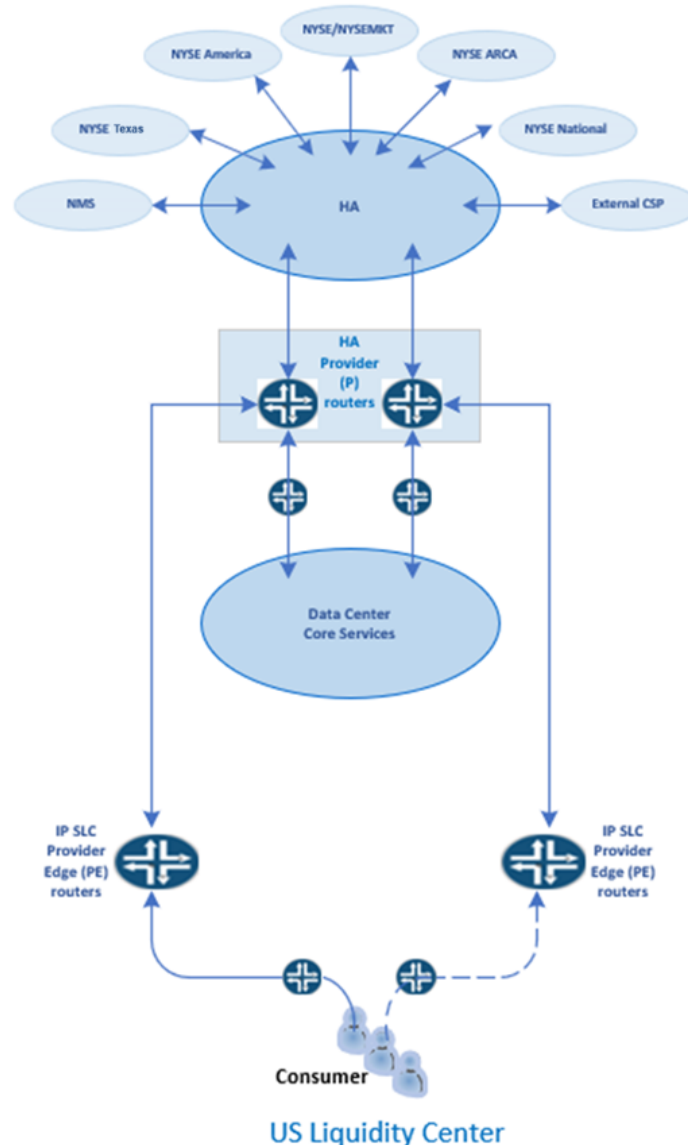 NYSE/NYSEMKT
NYSE America
NYSE ARCA
NYSE Texas
NYSE National
NMS
HA
External CSP
HA
Provider
(P)
routers
Data Center
Core Services
IP SLC
Provider
Edge (PE)
routers
IP SLC
Provider
Edge (PE)
routers
Consumer
US Liquidity Center